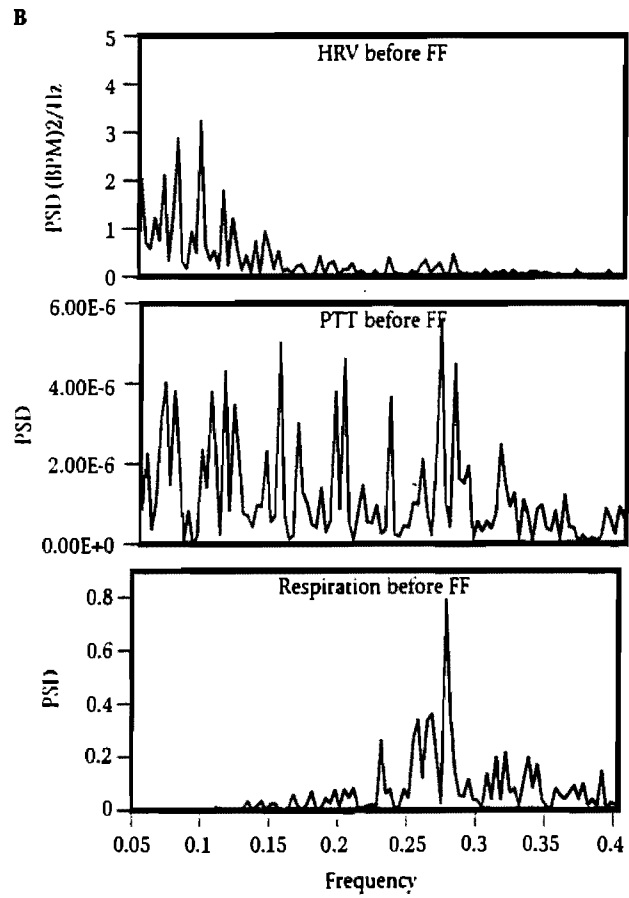 B
HRV before FF
PSD (BPM)2/Hz
5
4
3
2
1
0
PTT before FF
PSD
6.00E-6
4.00E-6
2.00E-6
0.00E+0
Respiration before FF
PSD
0.8
0.6
0.4
0.2
0
0.05 0.1 0.15 0.2 0.25 0.3 0.35 0.4
Frequency